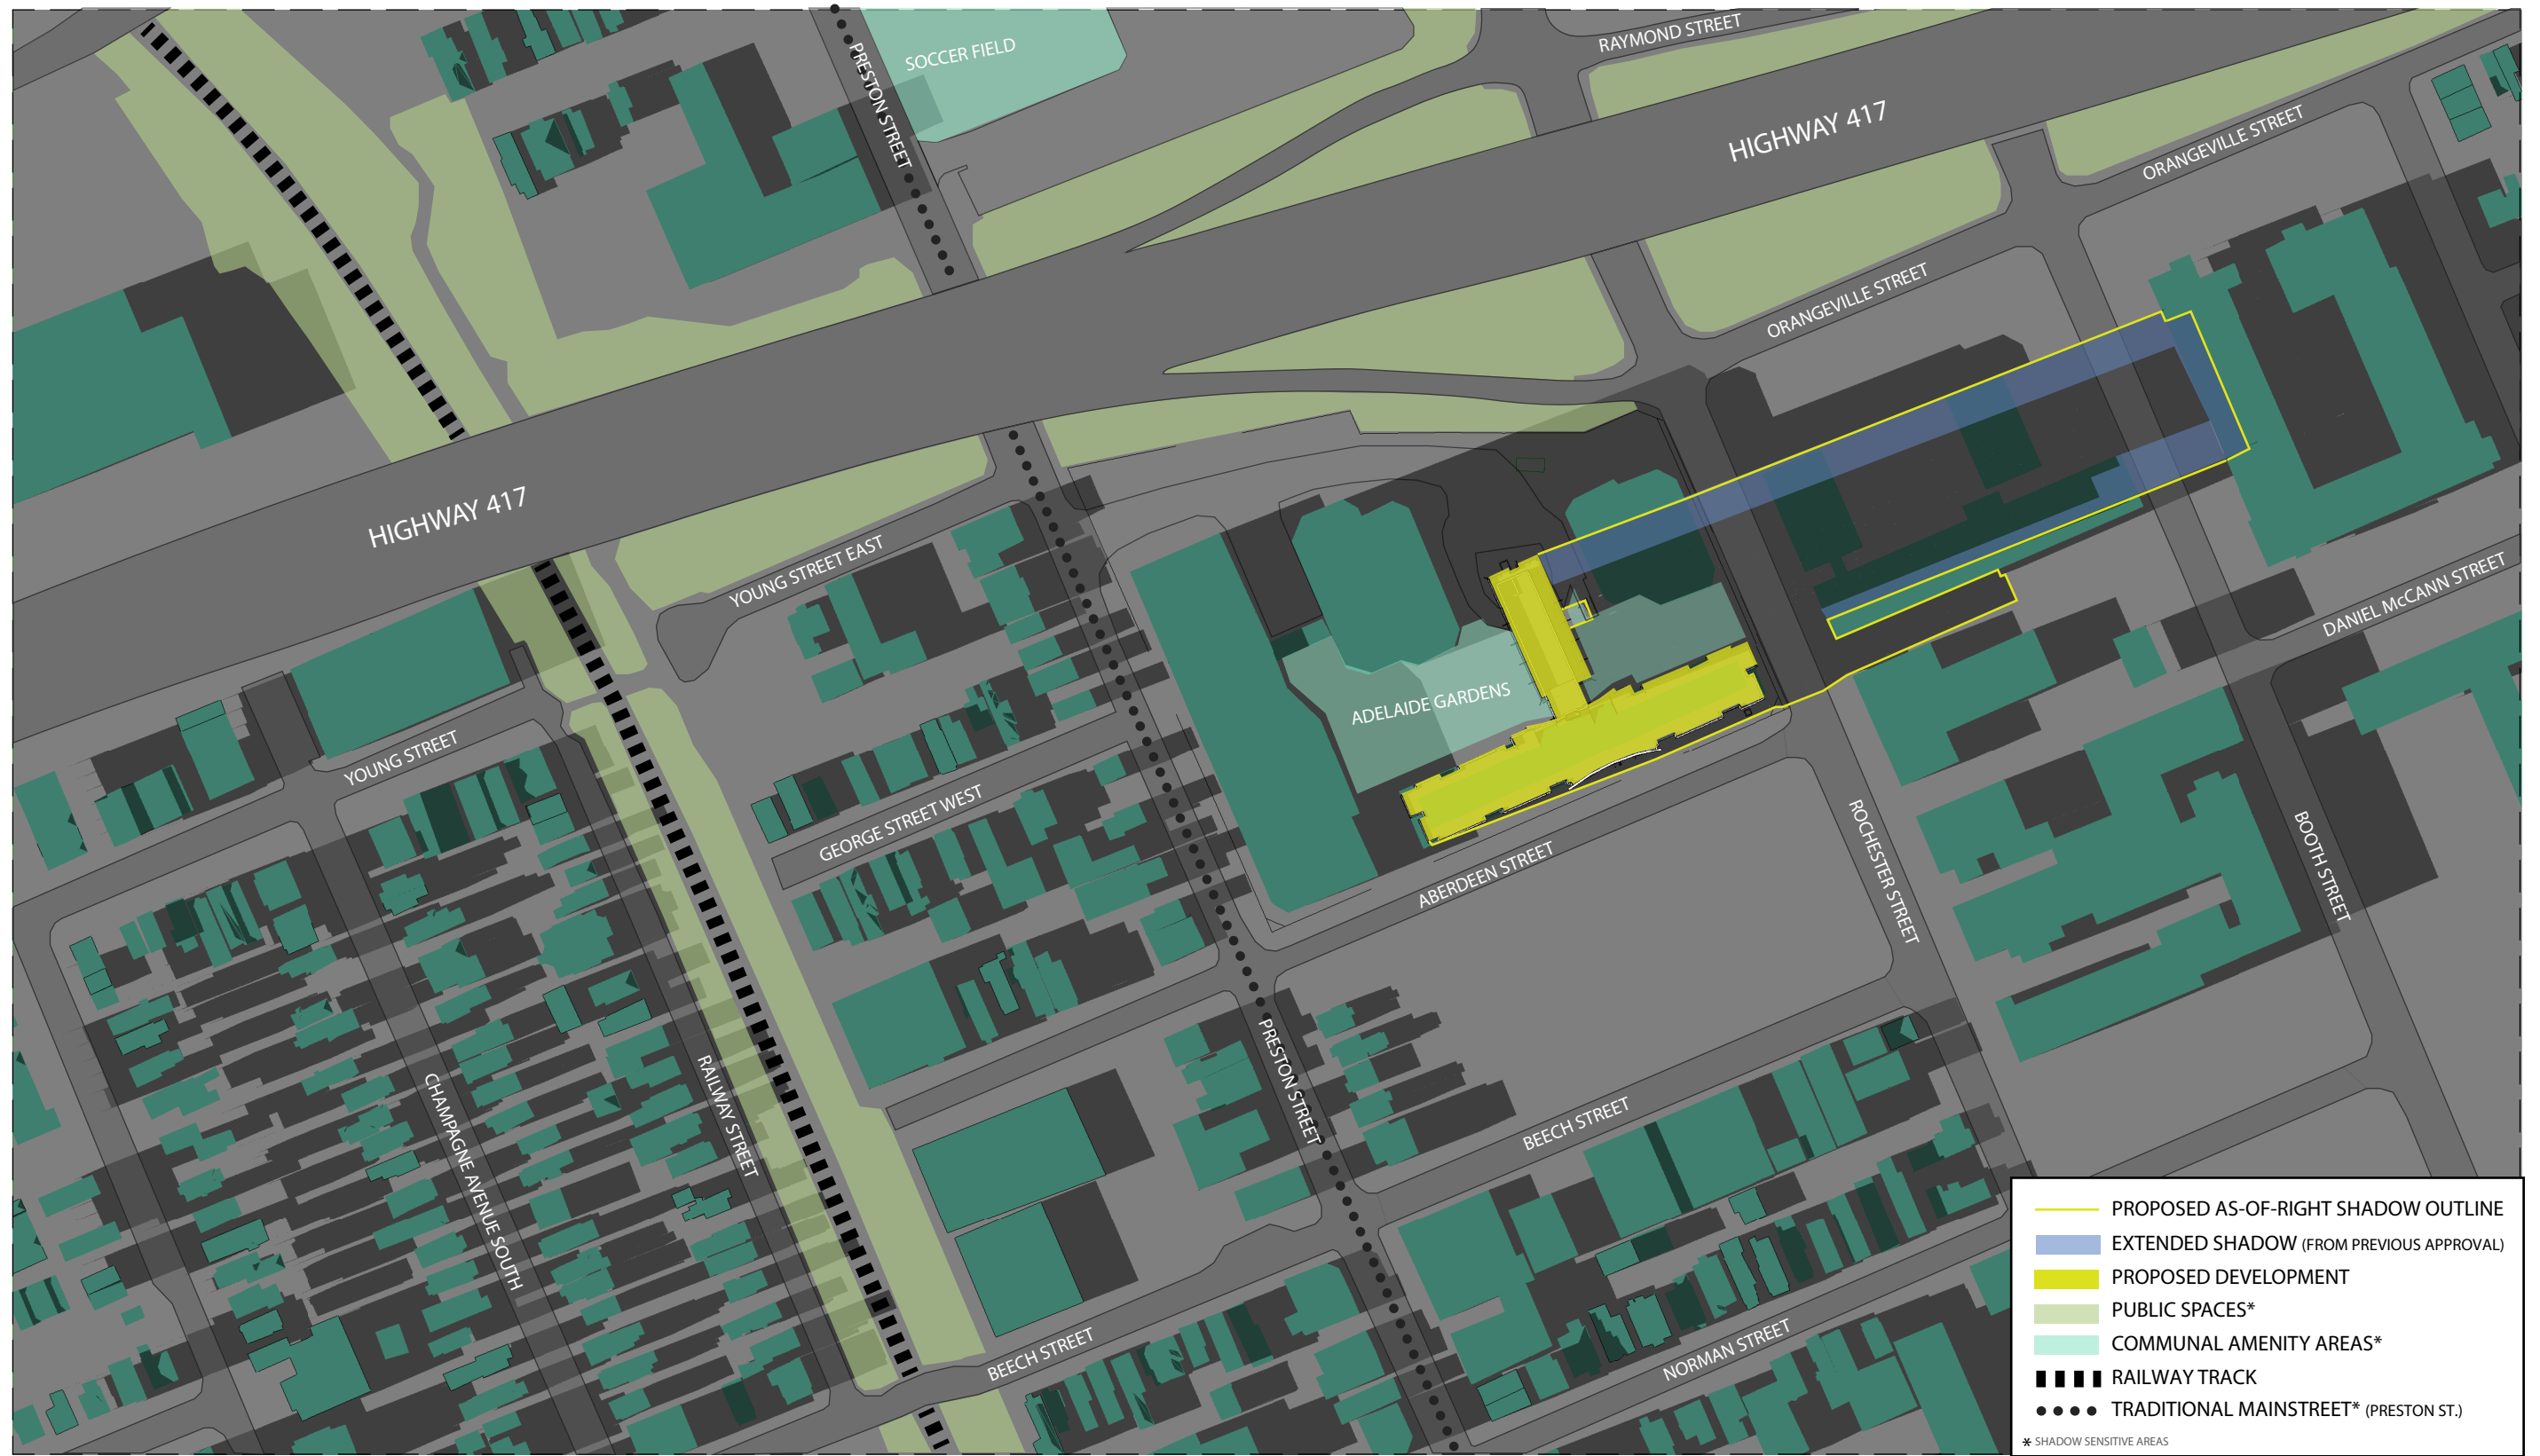 RAYMOND STREET
SOCCER FIELD
PRESTON STREET
HIGHWAY 417
ORANGEVILLE STREET
ORANGEVILLE STREET
HIGHWAY 417
YOUNG STREET EAST
DANIEL McCANN STREET
ADELAIDE GARDENS
YOUNG STREET
GEORGE STREET WEST
ABERDEEN STREET
ROCHESTER STREET
BOOTH STREET
PRESTON STREET
RAILWAY STREET
CHAMPAGNE AVENUE SOUTH
BEECH STREET
BEECH STREET
NORMAN STREET
PROPOSED AS-OF-RIGHT SHADOW OUTLINE
EXTENDED SHADOW (FROM PREVIOUS APPROVAL)
PROPOSED DEVELOPMENT
PUBLIC SPACES*
COMMUNAL AMENITY AREAS*
RAILWAY TRACK
TRADITIONAL MAINSTREET* (PRESTON ST.)
* SHADOW SENSITIVE AREAS